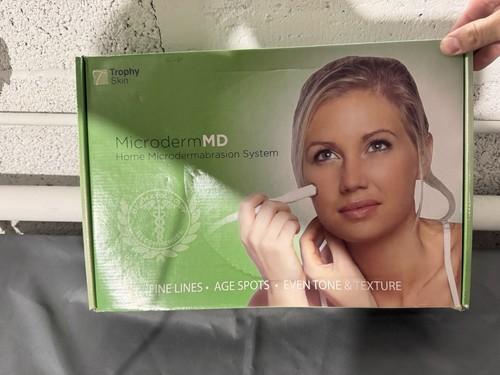 Trophy
Skin
MicrodermMD
Home Microdermabrasion System
FINE LINES • AGE SPOTS • EVEN TONE & TEXTURE